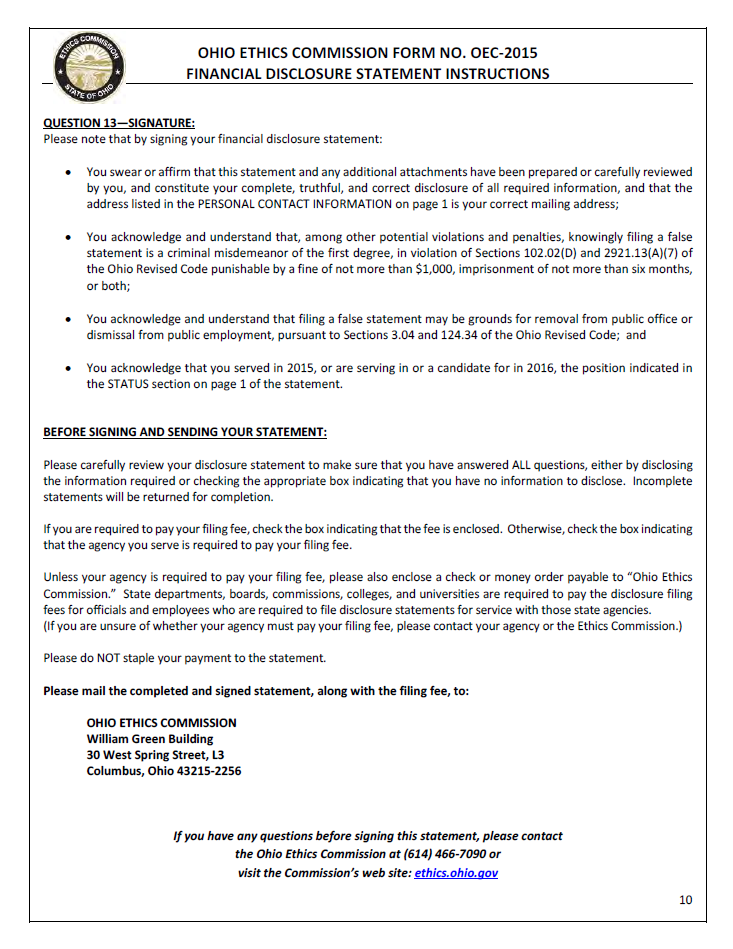 ETHICS COMMISSION
STATE OF OHIO
OHIO ETHICS COMMISSION FORM NO. OEC-2015
FINANCIAL DISCLOSURE STATEMENT INSTRUCTIONS
QUESTION 13—SIGNATURE:
Please note that by signing your financial disclosure statement:
• You swear or affirm that this statement and any additional attachments have been prepared or carefully reviewed
by you, and constitute your complete, truthful, and correct disclosure of all required information, and that the
address listed in the PERSONAL CONTACT INFORMATION on page 1 is your correct mailing address;
• You acknowledge and understand that, among other potential violations and penalties, knowingly filing a false
statement is a criminal misdemeanor of the first degree, in violation of Sections 102.02(D) and 2921.13(A)(7) of
the Ohio Revised Code punishable by a fine of not more than $1,000, imprisonment of not more than six months,
or both;
• You acknowledge and understand that filing a false statement may be grounds for removal from public office or
dismissal from public employment, pursuant to Sections 3.04 and 124.34 of the Ohio Revised Code; and
• You acknowledge that you served in 2015, or are serving in or a candidate for in 2016, the position indicated in
the STATUS section on page 1 of the statement.
BEFORE SIGNING AND SENDING YOUR STATEMENT:
Please carefully review your disclosure statement to make sure that you have answered ALL questions, either by disclosing
the information required or checking the appropriate box indicating that you have no information to disclose. Incomplete
statements will be returned for completion.
If you are required to pay your filing fee, check the box indicating that the fee is enclosed. Otherwise, check the box indicating
that the agency you serve is required to pay your filing fee.
Unless your agency is required to pay your filing fee, please also enclose a check or money order payable to “Ohio Ethics
Commission.” State departments, boards, commissions, colleges, and universities are required to pay the disclosure filing
fees for officials and employees who are required to file disclosure statements for service with those state agencies.
(If you are unsure of whether your agency must pay your filing fee, please contact your agency or the Ethics Commission.)
Please do NOT staple your payment to the statement.
Please mail the completed and signed statement, along with the filing fee, to:
OHIO ETHICS COMMISSION
William Green Building
30 West Spring Street, L3
Columbus, Ohio 43215-2256
If you have any questions before signing this statement, please contact
the Ohio Ethics Commission at (614) 466-7090 or
visit the Commission’s web site: ethics.ohio.gov
10